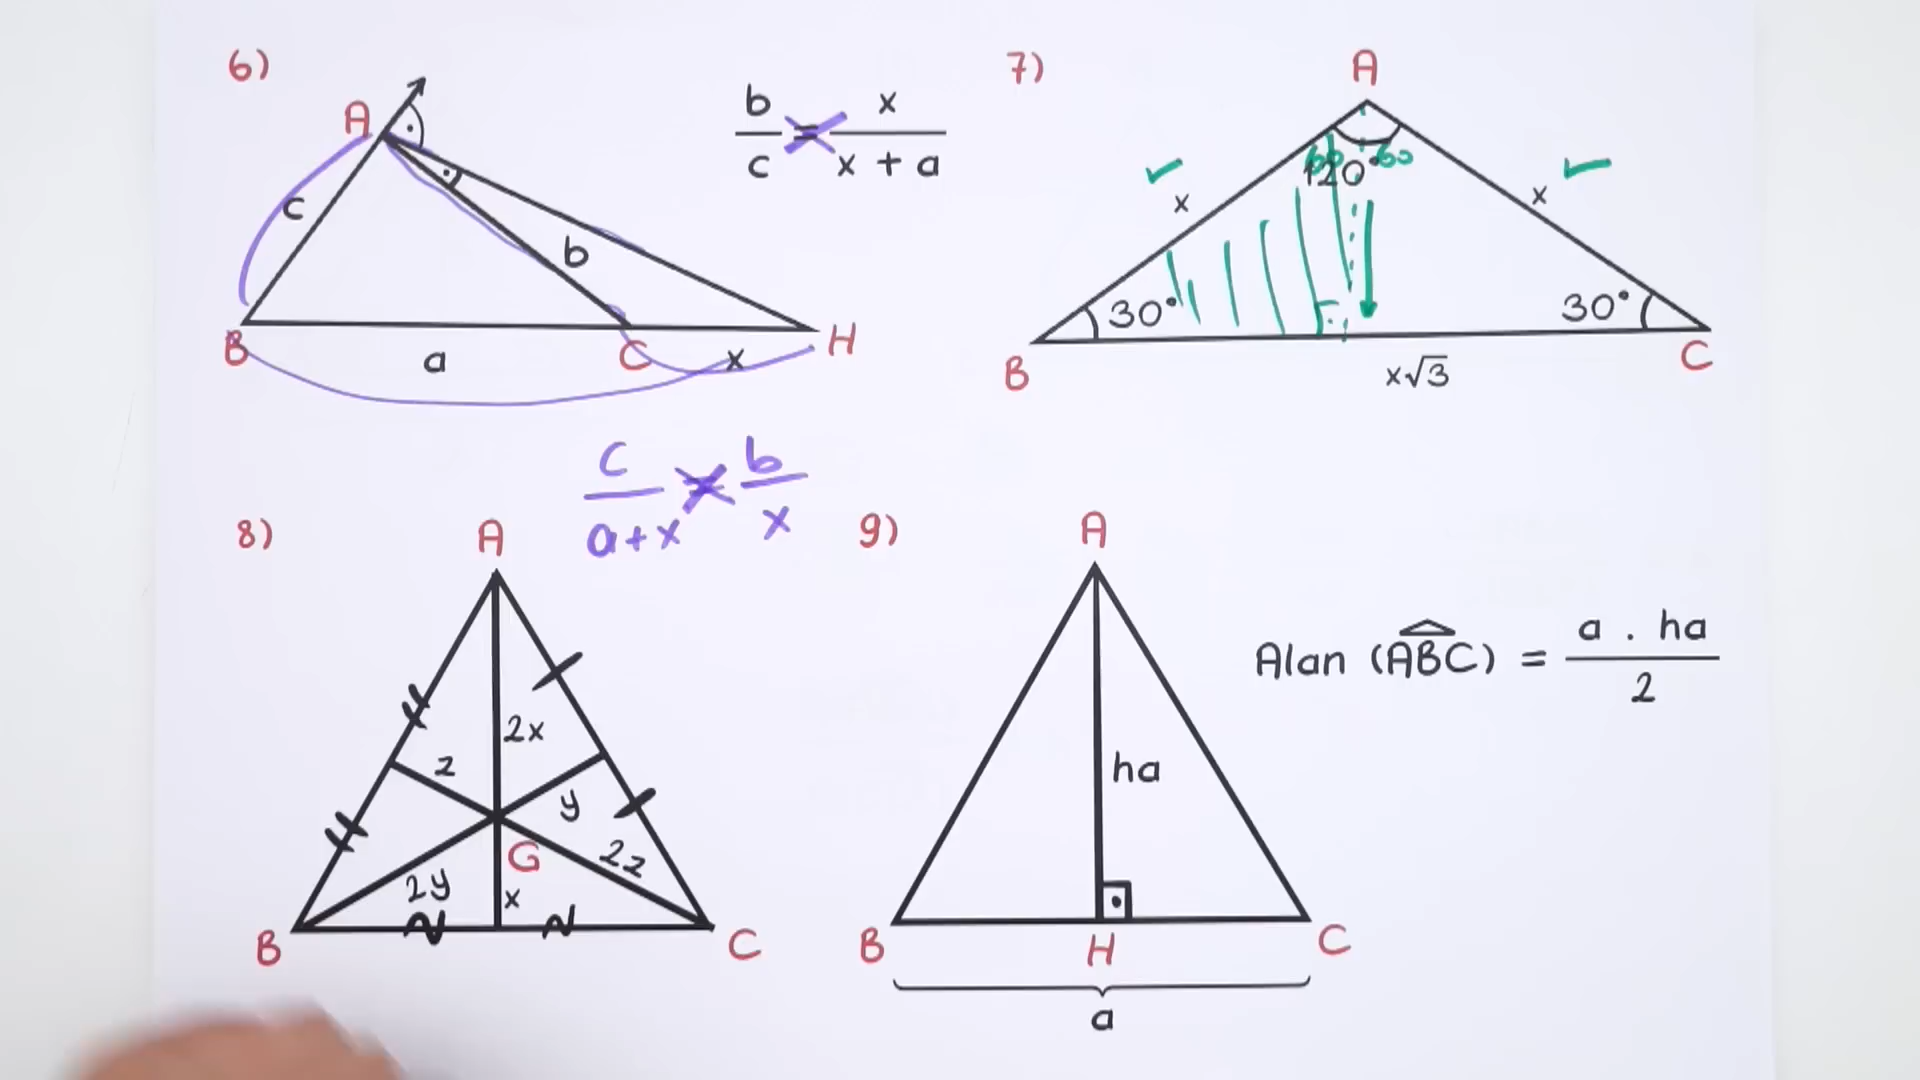 6)
A
c
b
B
a
C
x
H
b/c = x/(x + a)
7)
A
60 60
120°
x
x
30°
30°
B
x√3
C
c/(a+x) = b/x
8)
A
2x
z
y
G
2z
2y
x
B
C
9)
A
ha
B
H
C
a
Alan (ABC) = a . ha / 2